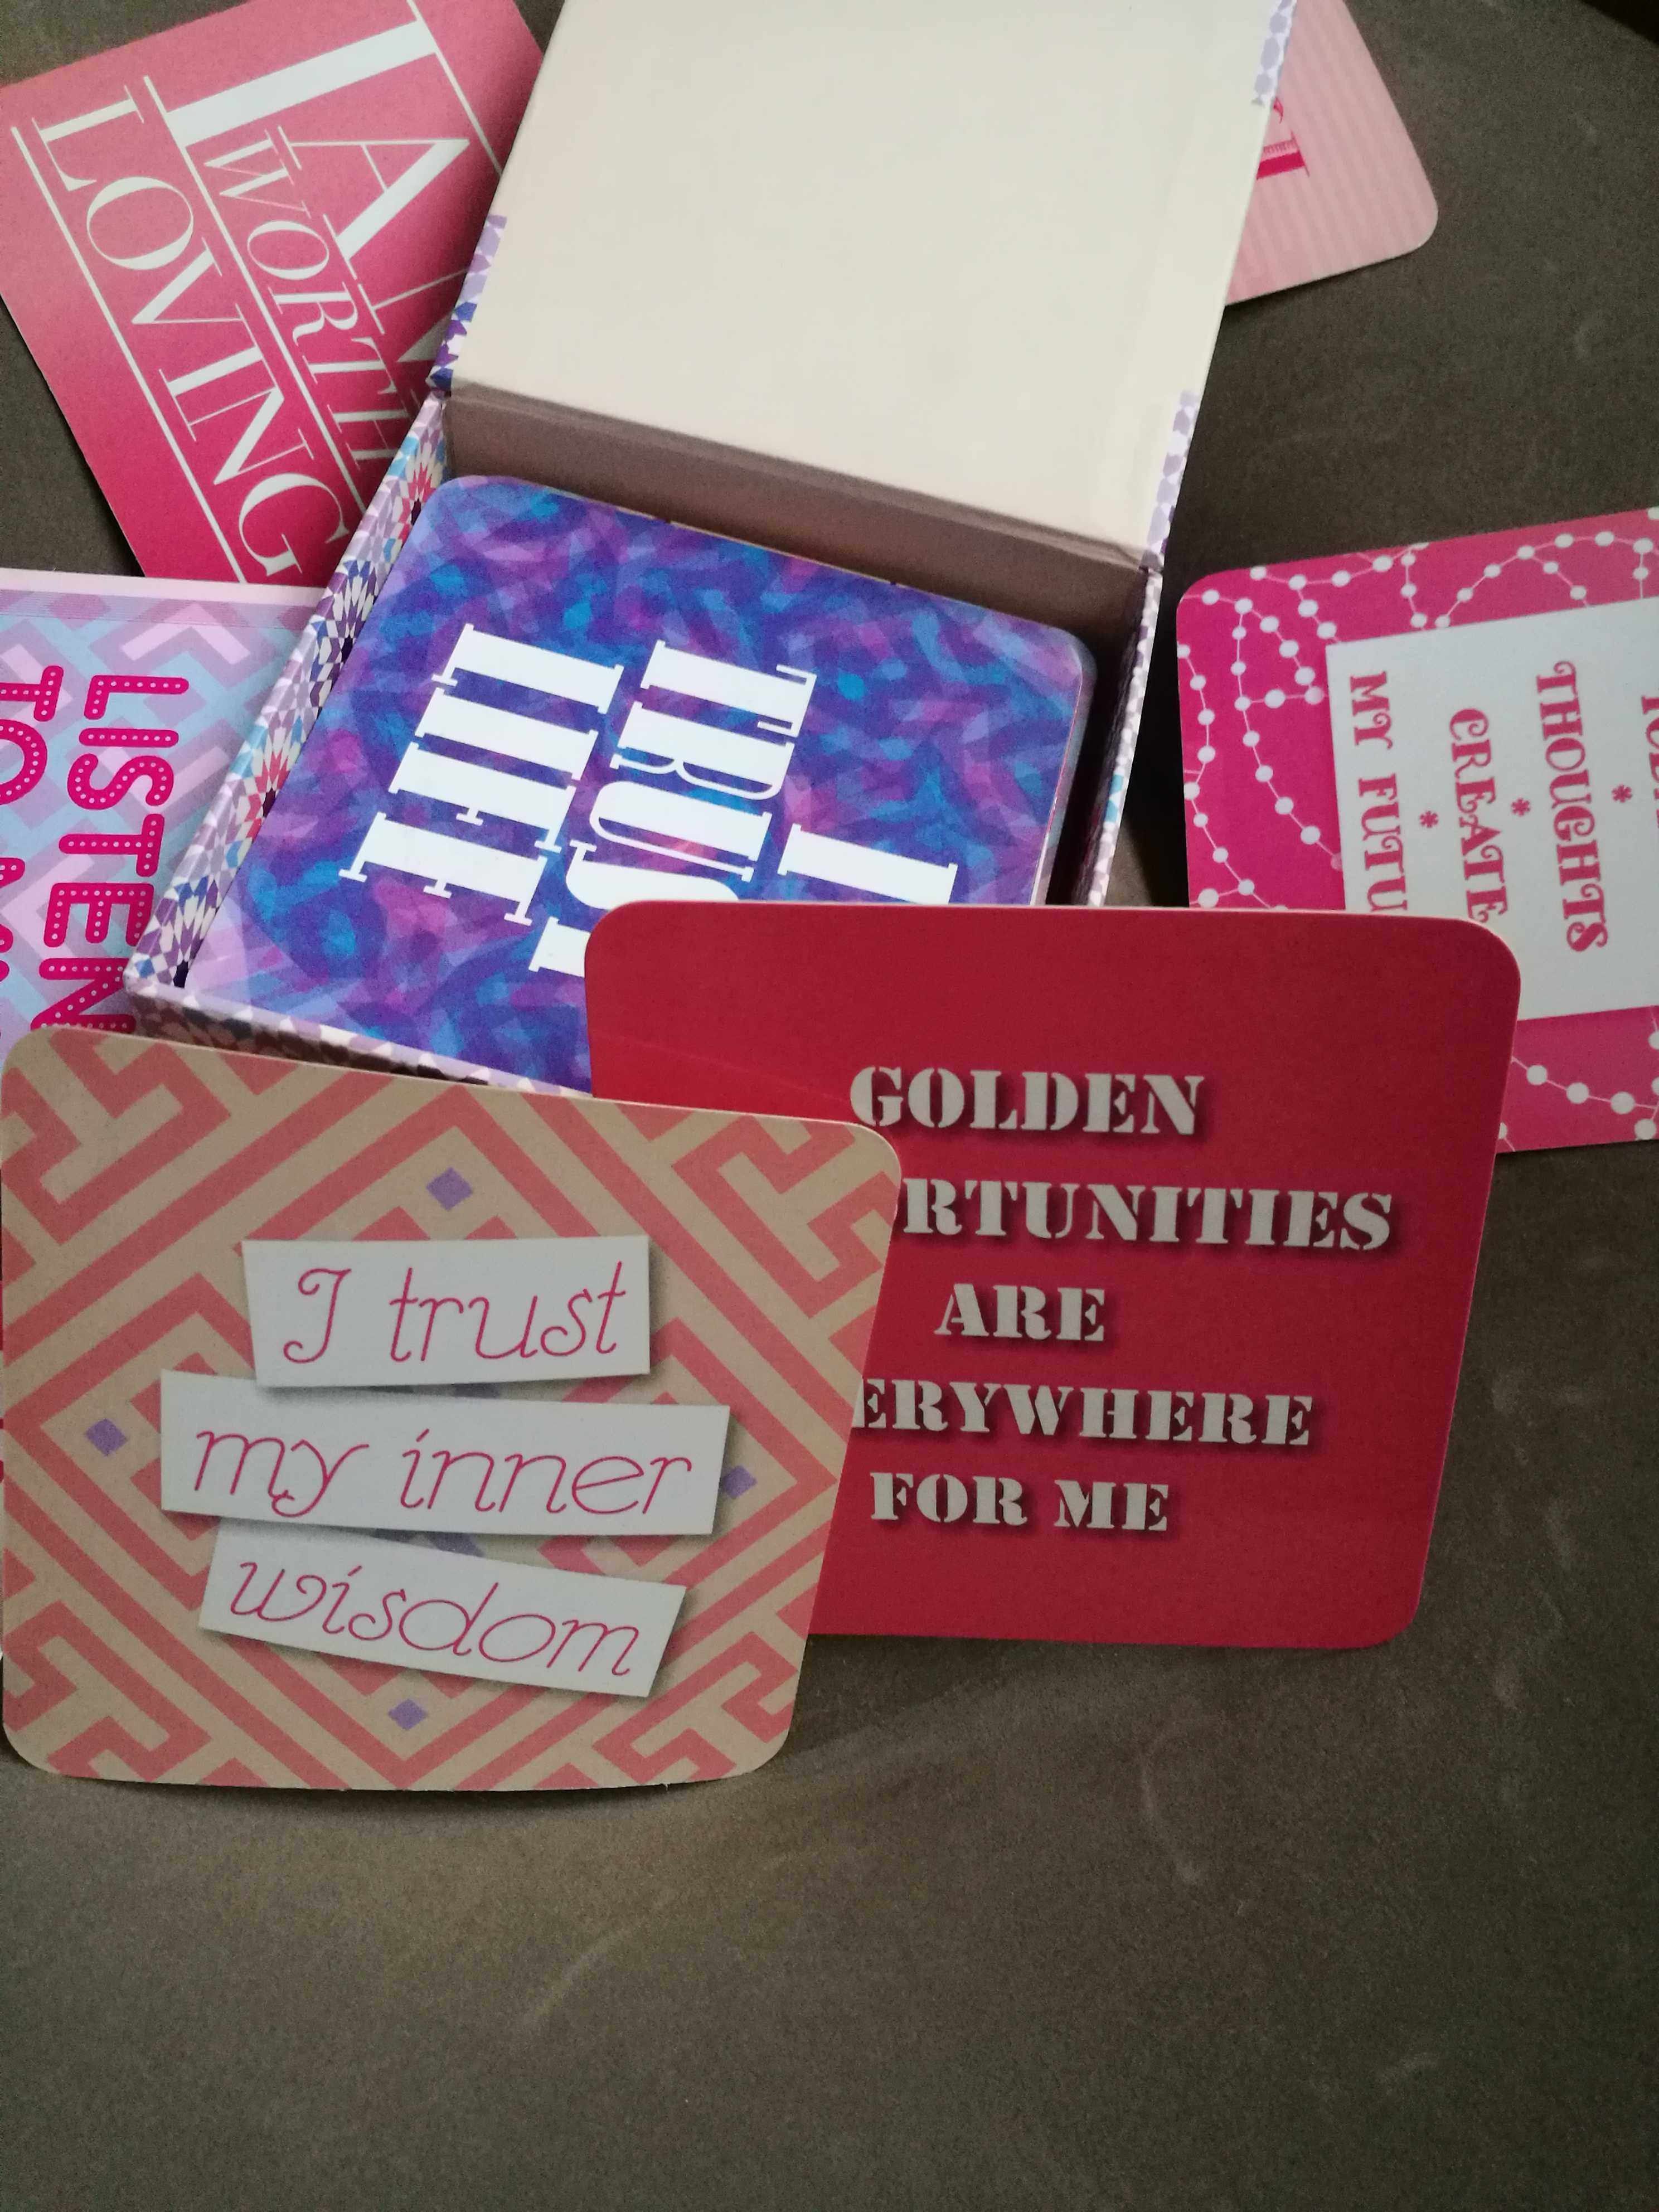 I AM
WORTH
LOVING
I
TRUST
LIFE
LISTEN
TO
THOUGHTS
*
CREATE
*
MY FUTU
GOLDEN
RTUNITIES
ARE
ERYWHERE
FOR ME
I trust
my inner
wisdom